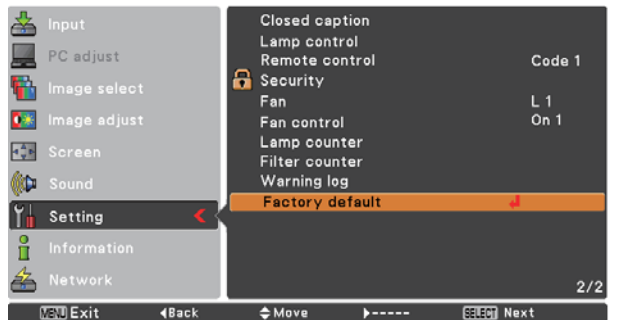 Input
PC adjust
Image select
Image adjust
Screen
Sound
Setting
Information
Network
Closed caption
Lamp control
Remote control Code 1
Security
Fan L 1
Fan control On 1
Lamp counter
Filter counter
Warning log
Factory default
2/2
MENU Exit Back Move ----- SELECT Next